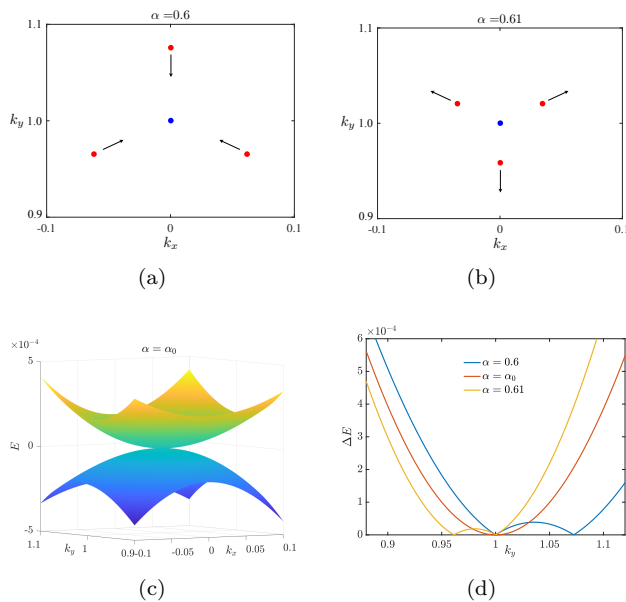 α = 0.6
1.1
k_y 1.0
0.9
-0.1 0 0.1
k_x
(a)
α = 0.61
1.1
k_y 1.0
0.9
-0.1 0 0.1
k_x
(b)
α = α₀
×10⁻⁴
5
E 0
-5
1.1 k_y 1 0.9 -0.1 -0.05 0 k_x 0.05 0.1
(c)
×10⁻⁴
6
5
4
ΔE 3
2
1
0
α = 0.6
α = α₀
α = 0.61
0.9 0.95 1 1.05 1.1
k_y
(d)